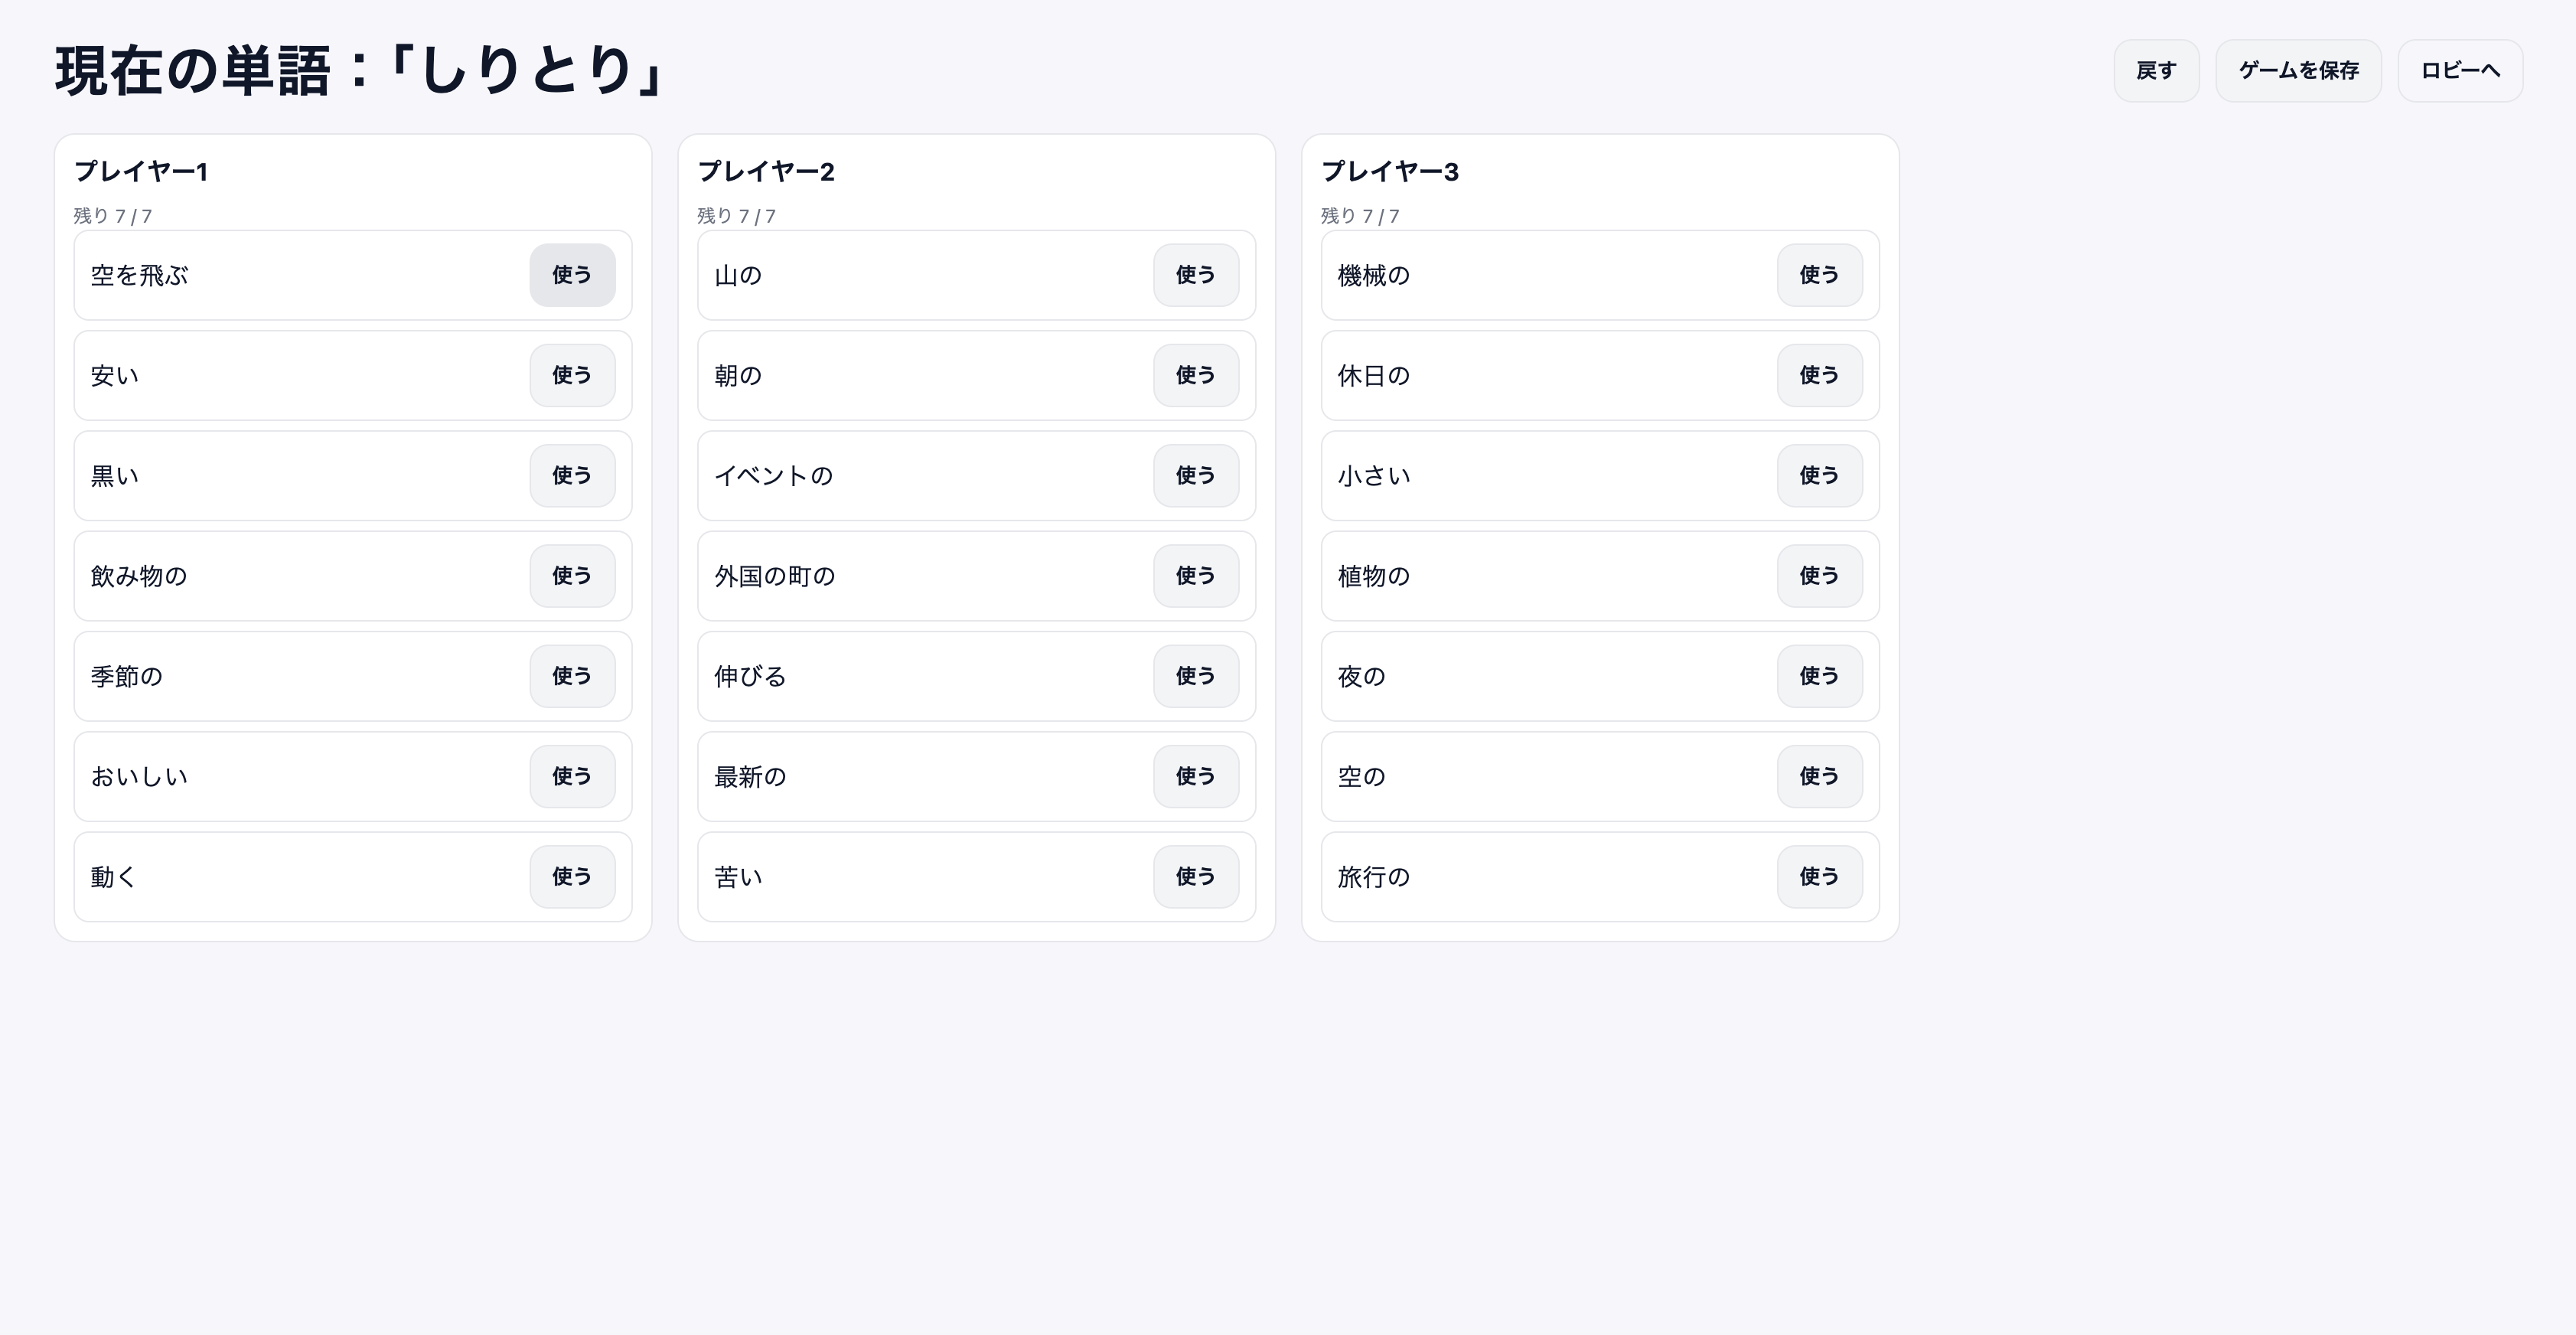 現在の単語：「しりとり」
戻す
ゲームを保存
ロビーへ
プレイヤー1
残り 7 / 7
空を飛ぶ 使う
安い 使う
黒い 使う
飲み物の 使う
季節の 使う
おいしい 使う
動く 使う
プレイヤー2
残り 7 / 7
山の 使う
朝の 使う
イベントの 使う
外国の町の 使う
伸びる 使う
最新の 使う
苦い 使う
プレイヤー3
残り 7 / 7
機械の 使う
休日の 使う
小さい 使う
植物の 使う
夜の 使う
空の 使う
旅行の 使う